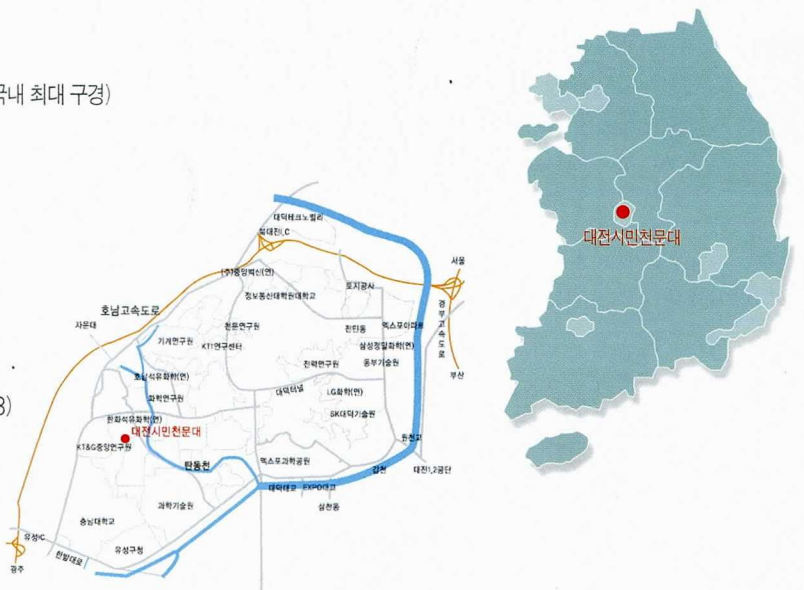 국내 최대 구경)
대덕테크노밸리
북대전I.C
(주)중앙백신(연)
서울
정보통신대학원대학교
토지공사
호남고속도로
경부고속도로
자운대
천문연구원
전민동
엑스포아파트
기계연구원
KT1연구센터
삼성정밀화학(연)
전력연구원
동부기술원
부산
호남석유화학(연)
대덕터널
LG화학(연)
화학연구원
SK대덕기술원
한화석유화학(연)
대전시민천문대
원촌교
KT&G중앙연구원
탄동천
엑스포과학공원
갑천
대전1,2공단
대덕대교
EXPO대교
과학기술원
삼천동
충남대학교
유성IC
유성구청
한밭대로
광주
대전시민천문대